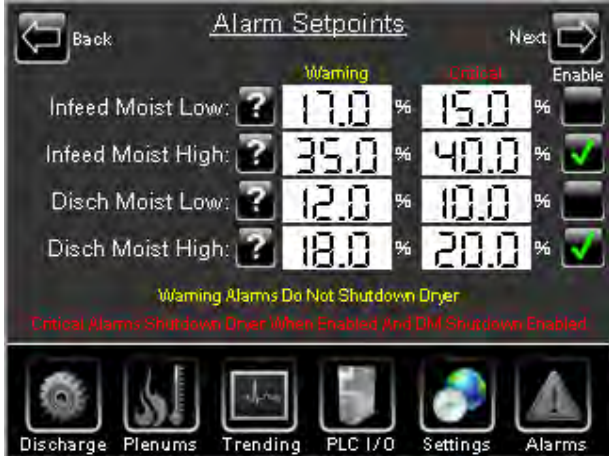 Back
Alarm Setpoints
Next
Warning Critical Enable
Infeed Moist Low: ? 17.0 % 15.0 %
Infeed Moist High: ? 35.0 % 40.0 %
Disch Moist Low: ? 12.0 % 10.0 %
Disch Moist High: ? 18.0 % 20.0 %
Warning Alarms Do Not Shutdown Dryer
Critical Alarms Shutdown Dryer When Enabled And DM Shutdown Enabled
Discharge Plenums Trending PLC I/O Settings Alarms